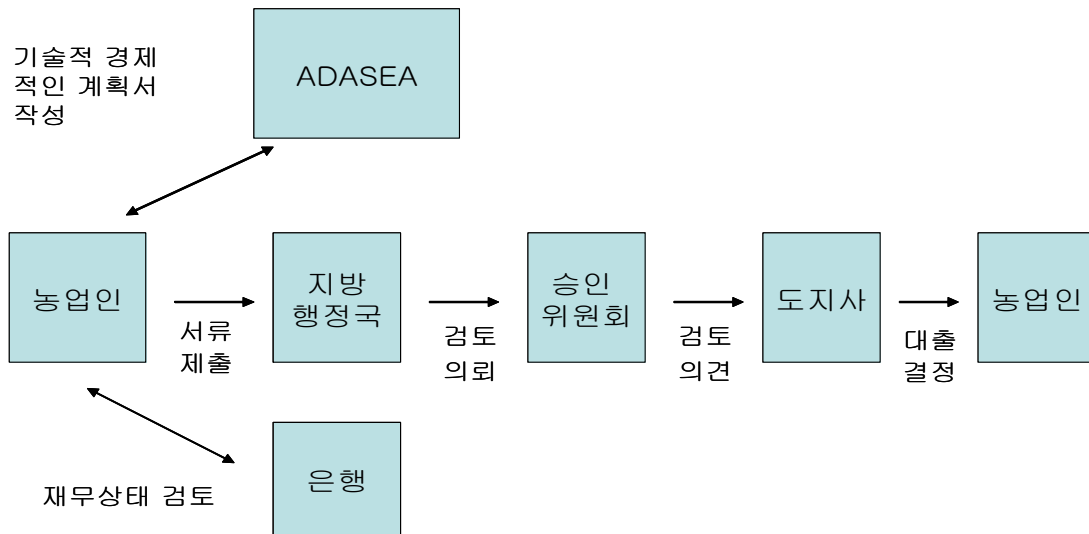 기술적 경제
적인 계획서
작성
ADASEA
농업인
서류
제출
지방
행정국
검토
의뢰
승인
위원회
검토
의견
도지사
대출
결정
농업인
재무상태 검토
은행